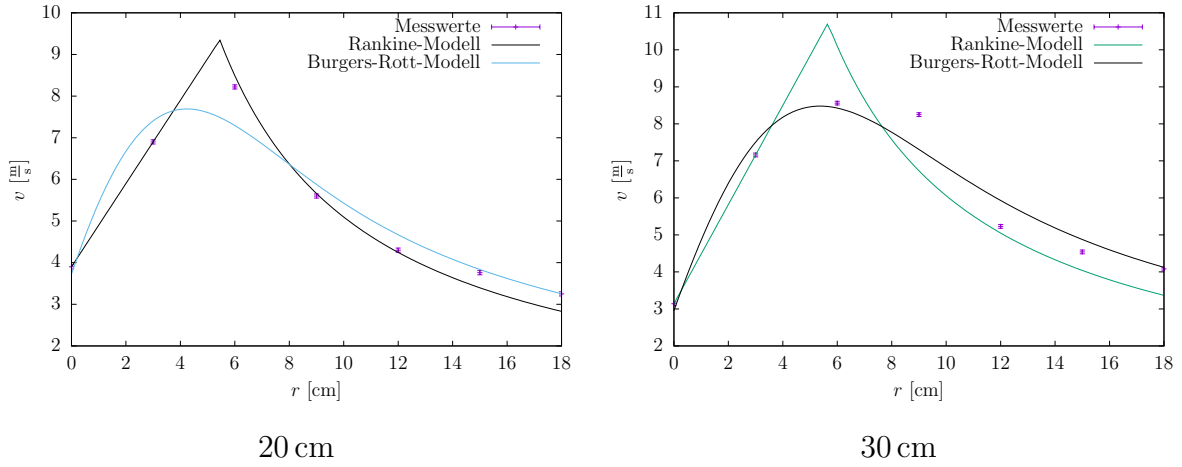 Messwerte
Rankine-Modell
Burgers-Rott-Modell
10
9
8
7
6
5
4
3
2
v [m/s]
0 2 4 6 8 10 12 14 16 18
r [cm]
20 cm
Messwerte
Rankine-Modell
Burgers-Rott-Modell
11
10
9
8
7
6
5
4
3
2
v [m/s]
0 2 4 6 8 10 12 14 16 18
r [cm]
30 cm